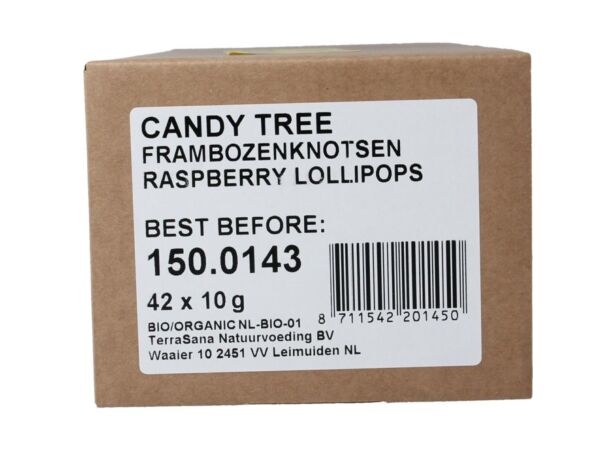 CANDY TREE
FRAMBOZENKNOTSEN
RASPBERRY LOLLIPOPS
BEST BEFORE:
150.0143
42 x 10 g
8 711542 201450
BIO/ORGANIC NL-BIO-01
TerraSana Natuurvoeding BV
Waaier 10 2451 VV Leimuiden NL